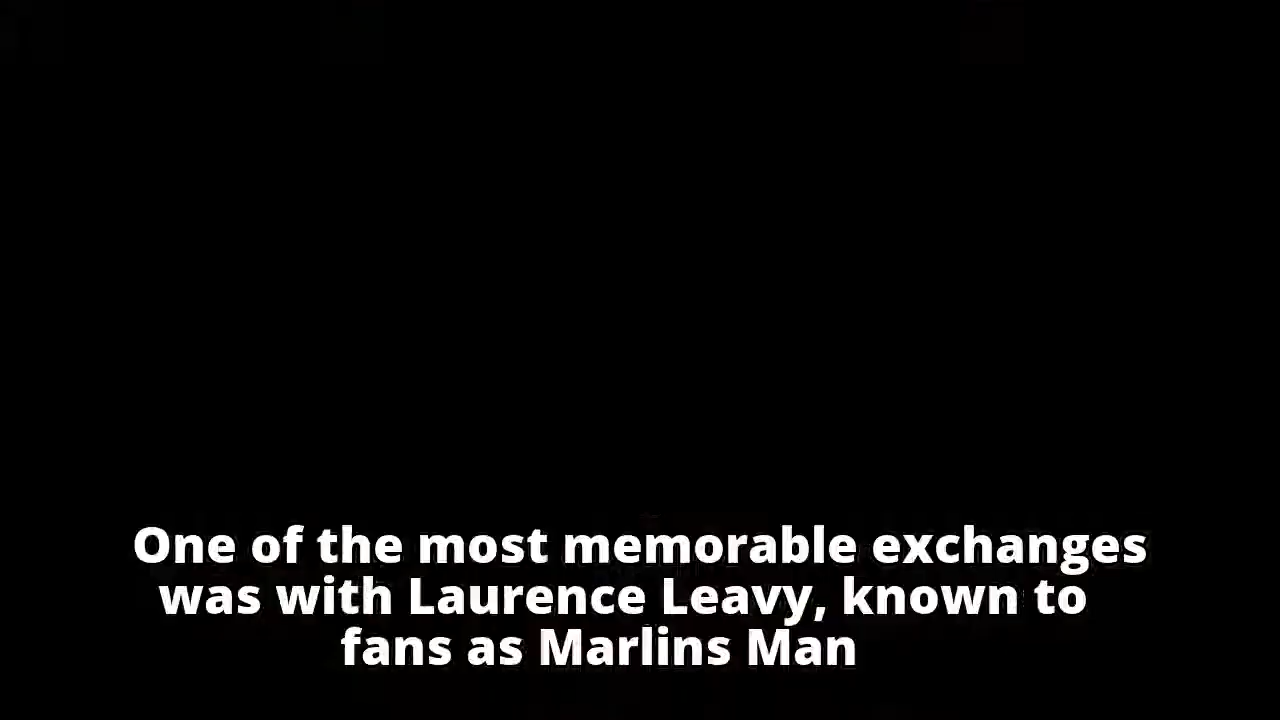 One of the most memorable exchanges
was with Laurence Leavy, known to
fans as Marlins Man